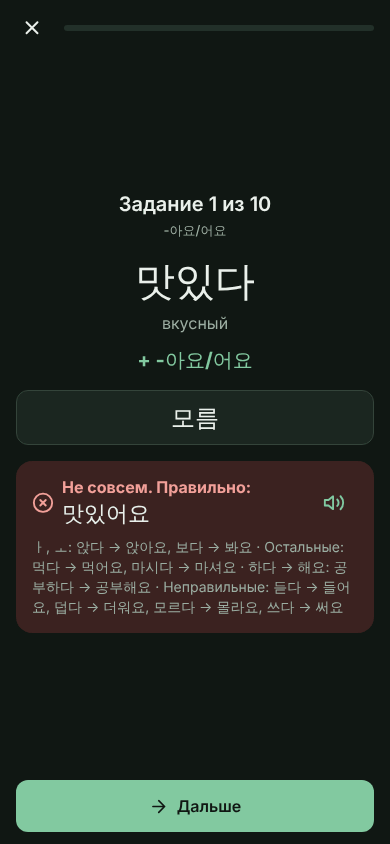 Задание 1 из 10
-아요/어요
맛있다
вкусный
+ -아요/어요
모름
Не совсем. Правильно:
맛있어요
ㅏ, ㅗ: 앉다 → 앉아요, 보다 → 봐요 · Остальные:
먹다 → 먹어요, 마시다 → 마셔요 · 하다 → 해요: 공
부하다 → 공부해요 · Неправильные: 듣다 → 들어
요, 덥다 → 더워요, 모르다 → 몰라요, 쓰다 → 써요
Дальше